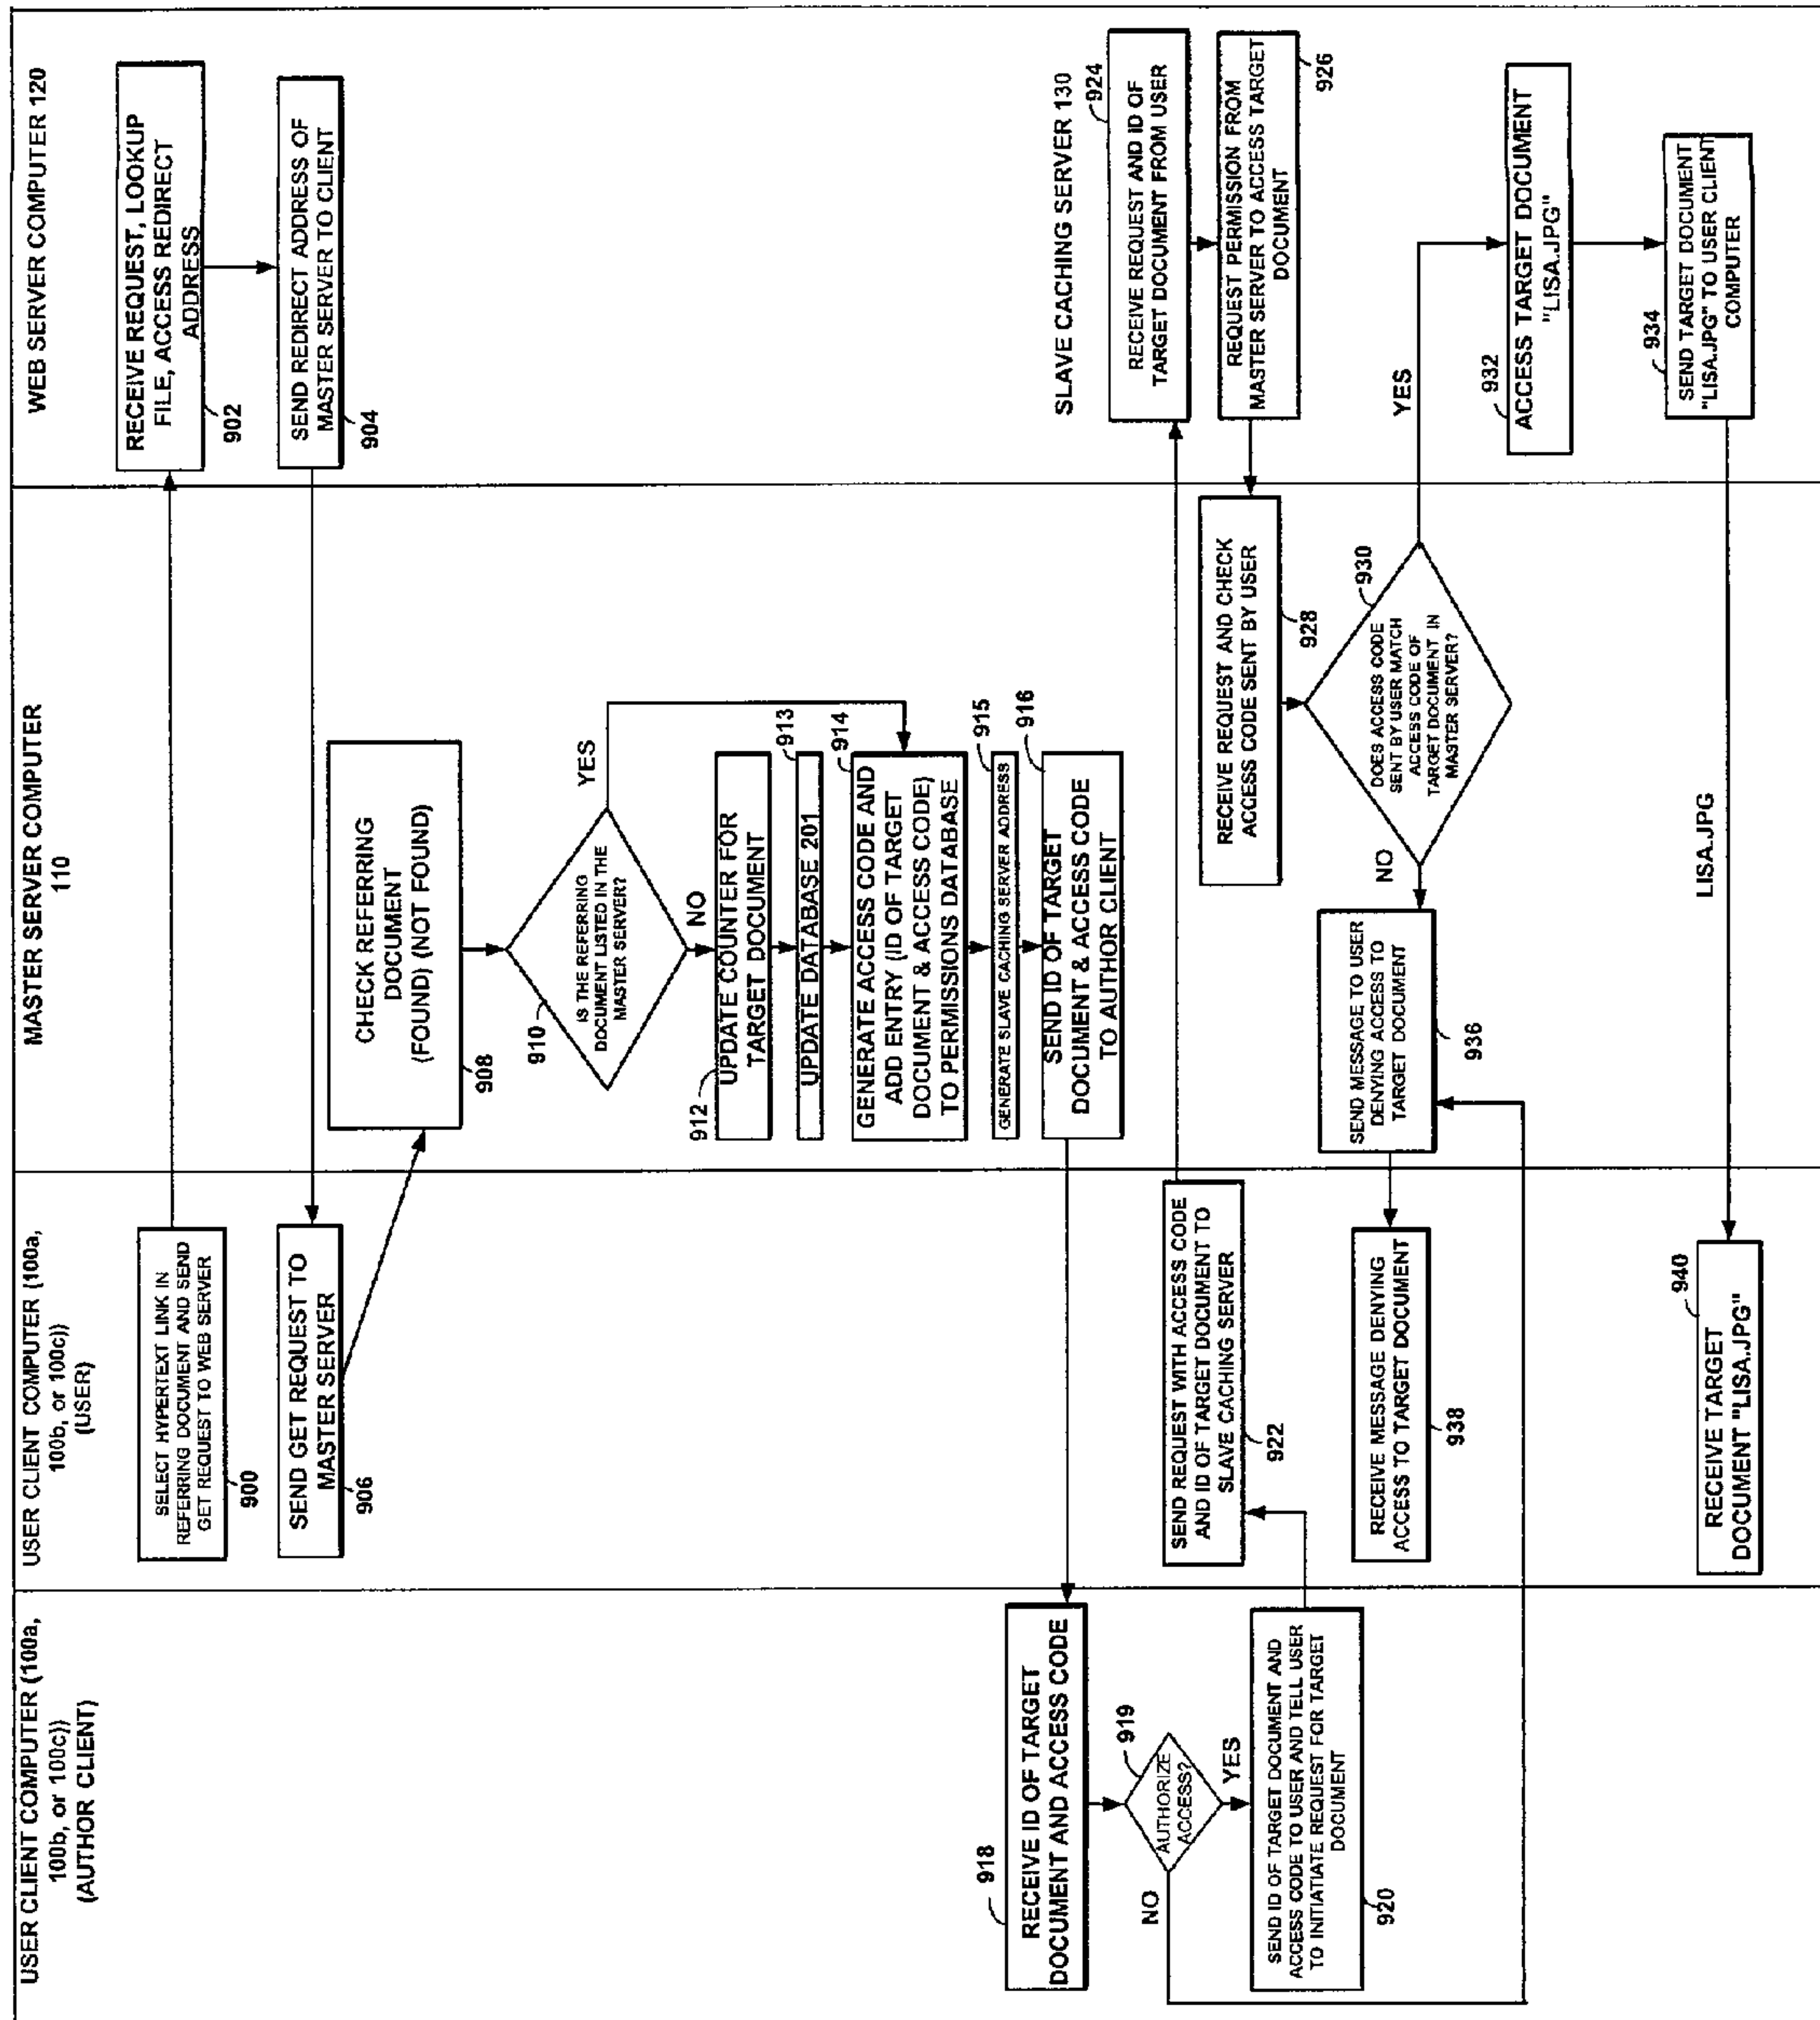 USER CLIENT COMPUTER (100a,
100b, or 100c))
(AUTHOR CLIENT)
USER CLIENT COMPUTER (100a,
100b, or 100c))
(USER)
MASTER SERVER COMPUTER
110
WEB SERVER COMPUTER 120
SELECT HYPERTEXT LINK IN
REFERRING DOCUMENT AND SEND
GET REQUEST TO WEB SERVER
900
RECEIVE REQUEST, LOOKUP
FILE, ACCESS REDIRECT
ADDRESS
902
SEND REDIRECT ADDRESS OF
MASTER SERVER TO CLIENT
904
SEND GET REQUEST TO
MASTER SERVER
906
CHECK REFERRING
DOCUMENT
(FOUND) (NOT FOUND)
908
910
IS THE REFERRING
DOCUMENT LISTED IN THE
MASTER SERVER?
YES
NO
912
UPDATE COUNTER FOR
TARGET DOCUMENT
913
UPDATE DATABASE 201
914
GENERATE ACCESS CODE AND
ADD ENTRY (ID OF TARGET
DOCUMENT & ACCESS CODE)
TO PERMISSIONS DATABASE
915
GENERATE SLAVE CACHING SERVER ADDRESS
916
SEND ID OF TARGET
DOCUMENT & ACCESS CODE
TO AUTHOR CLIENT
918
RECEIVE ID OF TARGET
DOCUMENT AND ACCESS CODE
919
AUTHORIZE
ACCESS?
NO
YES
SEND ID OF TARGET DOCUMENT AND
ACCESS CODE TO USER AND TELL USER
TO INITIATE REQUEST FOR TARGET
DOCUMENT
920
SEND REQUEST WITH ACCESS CODE
AND ID OF TARGET DOCUMENT TO
SLAVE CACHING SERVER
922
SLAVE CACHING SERVER 130
924
RECEIVE REQUEST AND ID OF
TARGET DOCUMENT FROM USER
REQUEST PERMISSION FROM
MASTER SERVER TO ACCESS TARGET
DOCUMENT
926
RECEIVE REQUEST AND CHECK
ACCESS CODE SENT BY USER
928
930
DOES ACCESS CODE
SENT BY USER MATCH
ACCESS CODE OF
TARGET DOCUMENT IN
MASTER SERVER?
NO
YES
932
ACCESS TARGET DOCUMENT
"LISA.JPG"
934
SEND TARGET DOCUMENT
"LISA.JPG" TO USER CLIENT
COMPUTER
SEND MESSAGE TO USER
DENYING ACCESS TO
TARGET DOCUMENT
936
RECEIVE MESSAGE DENYING
ACCESS TO TARGET DOCUMENT
938
LISA.JPG
940
RECEIVE TARGET
DOCUMENT "LISA.JPG"